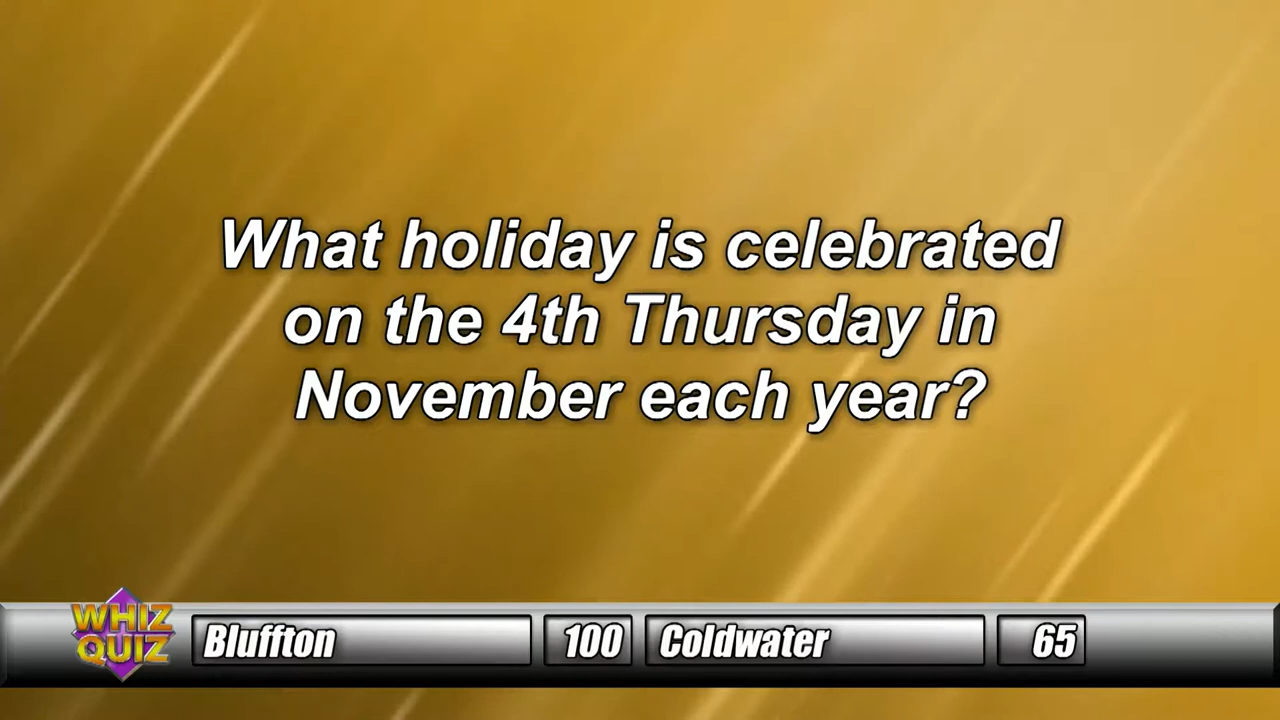 What holiday is celebrated
on the 4th Thursday in
November each year?
WHIZ
QUIZ
Bluffton 100 Coldwater 65